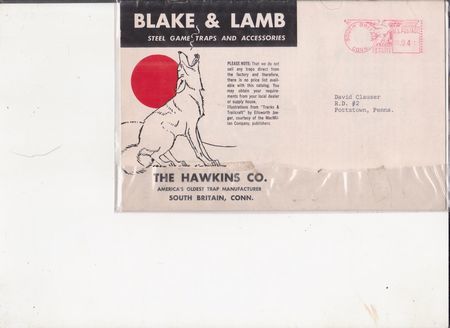 BLAKE & LAMB
STEEL GAME TRAPS AND ACCESSORIES
PLEASE NOTE: That we do not
sell any traps direct from
the factory and therefore,
there is no price list avail-
able with this catalog. You
may obtain your require-
ments from your local dealer
or supply house.
Illustrations from "Tracks &
Trailcraft" by Ellsworth Jae-
ger, courtesy of the MacMil-
lan Company, publishers
U.S. POSTAGE
David Clauser
R.D. #2
Pottstown, Penna.
THE HAWKINS CO.
AMERICA'S OLDEST TRAP MANUFACTURER
SOUTH BRITAIN, CONN.